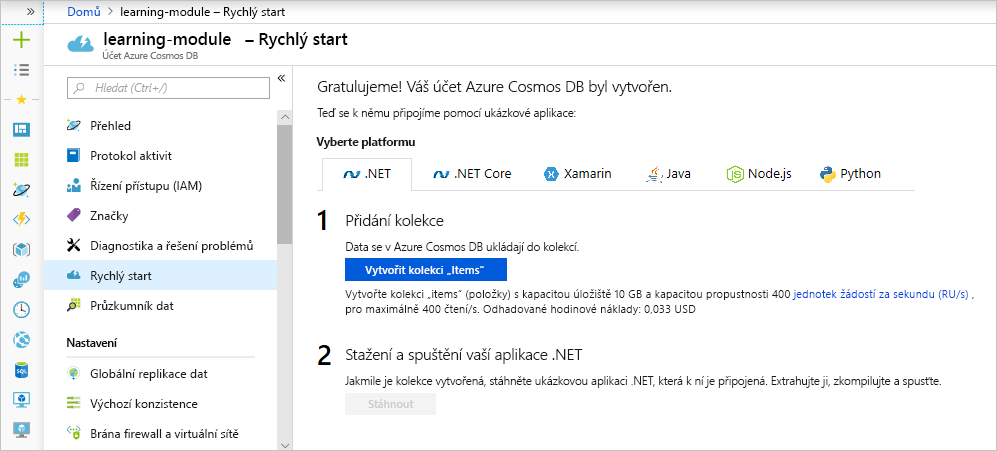 »
Domů › learning-module – Rychlý start
learning-module – Rychlý start
Účet Azure Cosmos DB
Hledat (Ctrl+/)
«
Přehled
Protokol aktivit
Řízení přístupu (IAM)
Značky
Diagnostika a řešení problémů
Rychlý start
Průzkumník dat
Nastavení
Globální replikace dat
Výchozí konzistence
Brána firewall a virtuální sítě
Gratulujeme! Váš účet Azure Cosmos DB byl vytvořen.
Teď se k němu připojíme pomocí ukázkové aplikace:
Vyberte platformu
.NET .NET Core Xamarin Java Node.js Python
1 Přidání kolekce
Data se v Azure Cosmos DB ukládají do kolekcí.
Vytvořit kolekci „Items“
Vytvořte kolekci „items“ (položky) s kapacitou úložiště 10 GB a kapacitou propustnosti 400 jednotek žádostí za sekundu (RU/s) ,
pro maximálně 400 čtení/s. Odhadované hodinové náklady: 0,033 USD
2 Stažení a spuštění vaší aplikace .NET
Jakmile je kolekce vytvořená, stáhněte ukázkovou aplikaci .NET, která k ní je připojená. Extrahujte ji, zkompilujte a spusťte.
Stáhnout